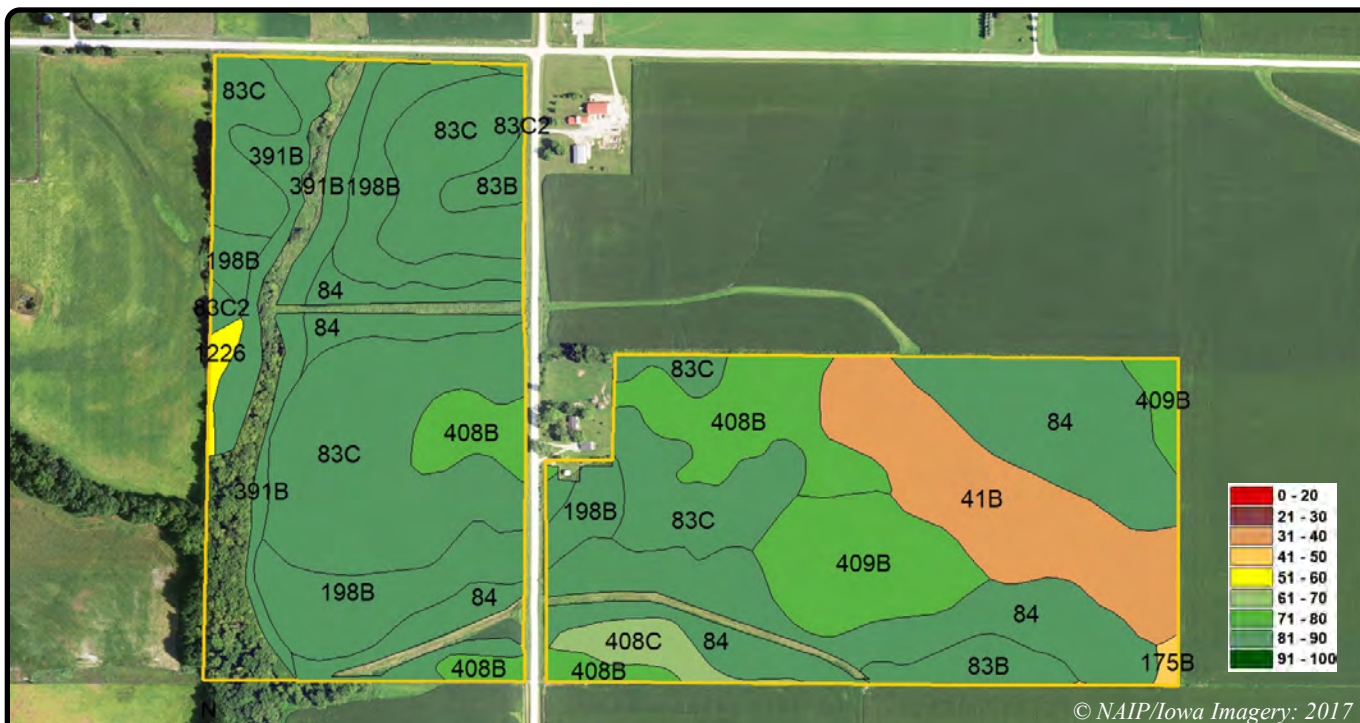 83C
83C
83C2
391B
391B
198B
83B
198B
84
83C2
84
1226
83C
408B
409B
84
408B
83C
391B
41B
198B
83C
409B
198B
84
84
408C
84
408B
408B
83B
175B
0 - 20
21 - 30
31 - 40
41 - 50
51 - 60
61 - 70
71 - 80
81 - 90
91 - 100
N
© NAIP/Iowa Imagery: 2017